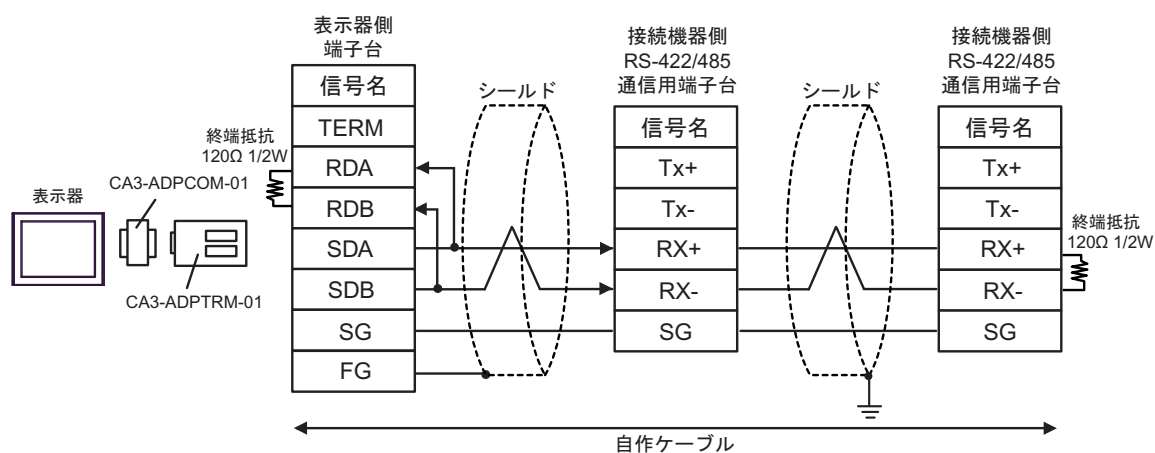 表示器側
端子台
信号名
TERM
RDA
RDB
SDA
SDB
SG
FG
終端抵抗
120Ω 1/2W
表示器
CA3-ADPCOM-01
CA3-ADPTRM-01
シールド
接続機器側
RS-422/485
通信用端子台
信号名
Tx+
Tx-
RX+
RX-
SG
シールド
接続機器側
RS-422/485
通信用端子台
信号名
Tx+
Tx-
RX+
RX-
SG
終端抵抗
120Ω 1/2W
自作ケーブル